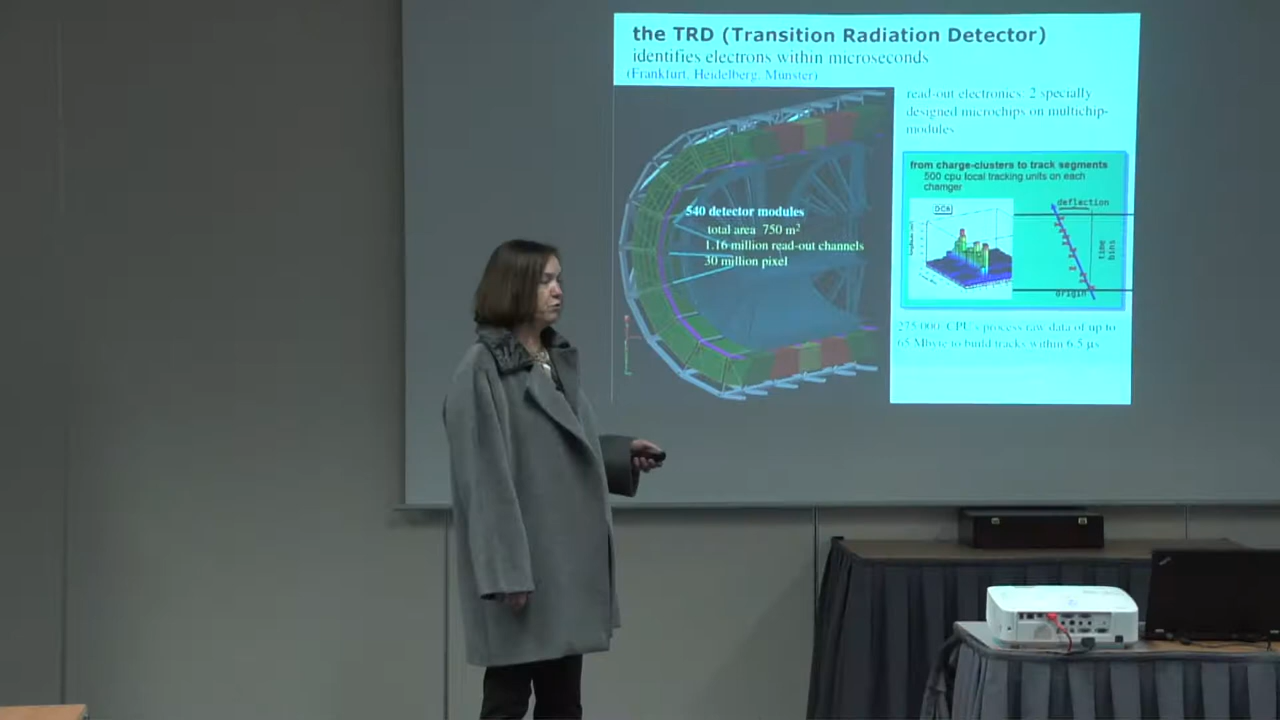 the TRD (Transition Radiation Detector)
identifies electrons within microseconds
(Frankfurt, Heidelberg, Munster)
read-out electronics: 2 specially
designed microchips on multichip-
modules
from charge-clusters to track segments
500 cpu local tracking units on each
chamger
deflection
time
bins
origin
540 detector modules
total area 750 m²
1.16 million read-out channels
30 million pixel
275 000 CPU's process raw data of up to
65 Mbyte to build tracks within 6.5 µs